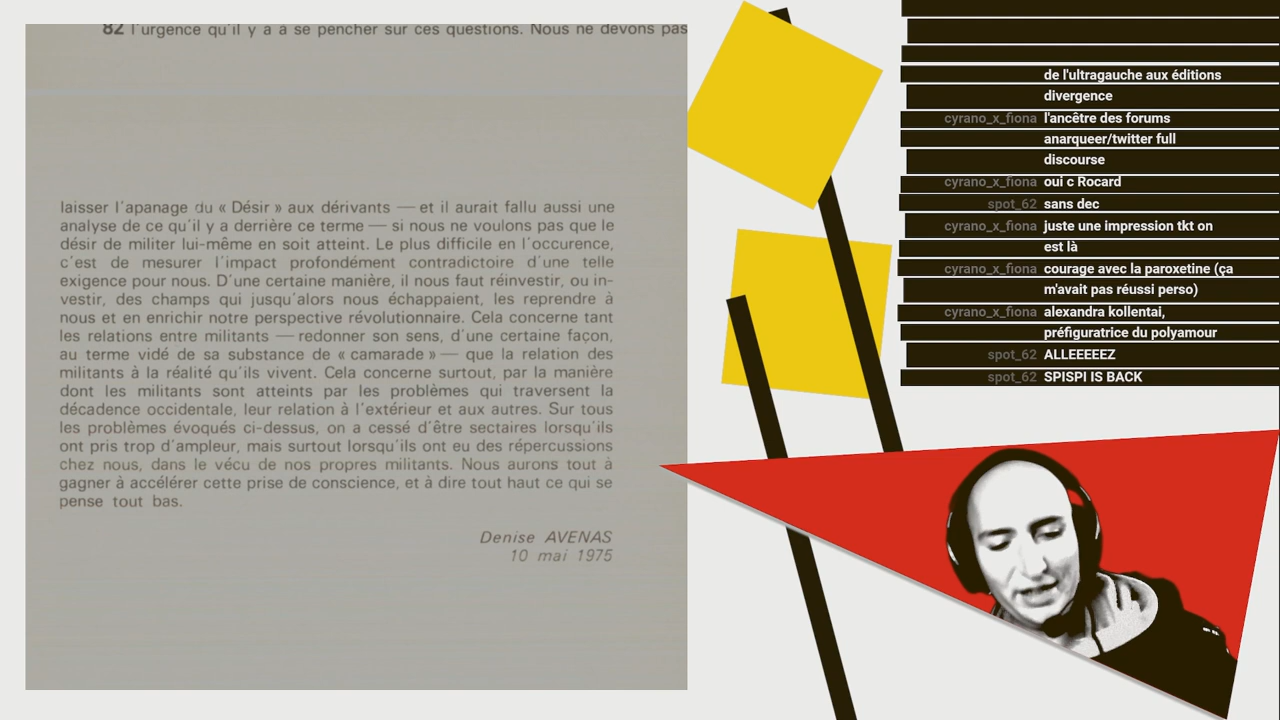 82 l'urgence qu'il y a à se pencher sur ces questions. Nous ne devons pas
laisser l'apanage du « Désir » aux dérivants — et il aurait fallu aussi une
analyse de ce qu'il y a derrière ce terme — si nous ne voulons pas que le
désir de militer lui-même en soit atteint. Le plus difficile en l'occurence,
c'est de mesurer l'impact profondément contradictoire d'une telle
exigence pour nous. D'une certaine manière, il nous faut réinvestir, ou in-
vestir, des champs qui jusqu'alors nous échappaient, les reprendre à
nous et en enrichir notre perspective révolutionnaire. Cela concerne tant
les relations entre militants — redonner son sens, d'une certaine façon,
au terme vidé de sa substance de « camarade » — que la relation des
militants à la réalité qu'ils vivent. Cela concerne surtout, par la manière
dont les militants sont atteints par les problèmes qui traversent la
décadence occidentale, leur relation à l'extérieur et aux autres. Sur tous
les problèmes évoqués ci-dessus, on a cessé d'être sectaires lorsqu'ils
ont pris trop d'ampleur, mais surtout lorsqu'ils ont eu des répercussions
chez nous, dans le vécu de nos propres militants. Nous aurons tout à
gagner à accélérer cette prise de conscience, et à dire tout haut ce qui se
pense tout bas.
Denise AVENAS
10 mai 1975
de l'ultragauche aux éditions
divergence
cyrano_x_fiona l'ancêtre des forums
anarqueer/twitter full
discourse
cyrano_x_fiona oui c Rocard
spot_62 sans dec
cyrano_x_fiona juste une impression tkt on
est là
cyrano_x_fiona courage avec la paroxetine (ça
m'avait pas réussi perso)
cyrano_x_fiona alexandra kollentai,
préfiguratrice du polyamour
spot_62 ALLEEEEEZ
spot_62 SPISPI IS BACK